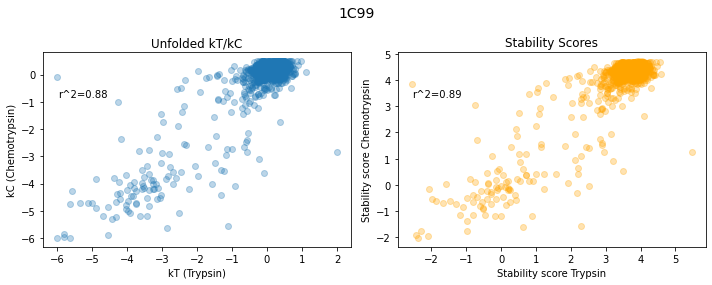 1C99
Unfolded kT/kC
r^2=0.88
kC (Chemotrypsin)
0
−1
−2
−3
−4
−5
−6
−6 −5 −4 −3 −2 −1 0 1 2
kT (Trypsin)
Stability Scores
r^2=0.89
Stability score Chemotrypsin
5
4
3
2
1
0
−1
−2
−2 −1 0 1 2 3 4 5
Stability score Trypsin